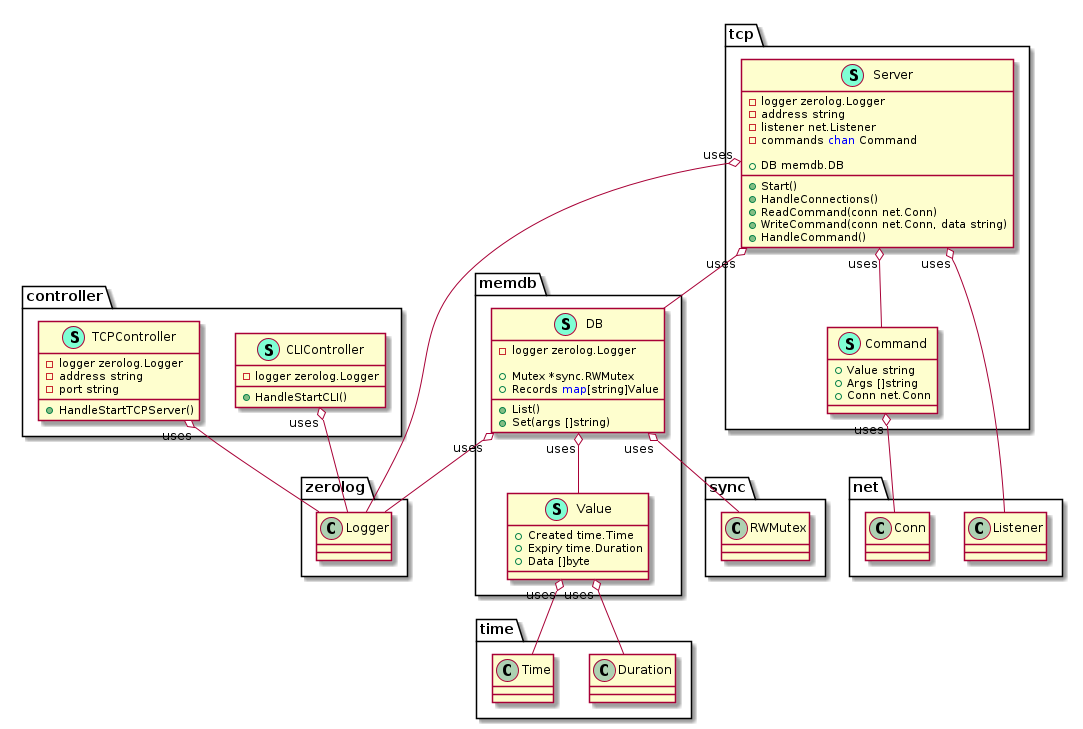 tcp
S Server
logger zerolog.Logger
address string
listener net.Listener
commands chan Command
DB memdb.DB
Start()
HandleConnections()
ReadCommand(conn net.Conn)
WriteCommand(conn net.Conn, data string)
HandleCommand()
uses
uses
uses
uses
controller
S TCPController
logger zerolog.Logger
address string
port string
HandleStartTCPServer()
uses
S CLIController
logger zerolog.Logger
HandleStartCLI()
uses
memdb
S DB
logger zerolog.Logger
Mutex *sync.RWMutex
Records map[string]Value
List()
Set(args []string)
uses
uses
uses
S Command
Value string
Args []string
Conn net.Conn
uses
zerolog
C Logger
S Value
Created time.Time
Expiry time.Duration
Data []byte
uses
uses
sync
C RWMutex
net
C Conn
C Listener
time
C Time
C Duration